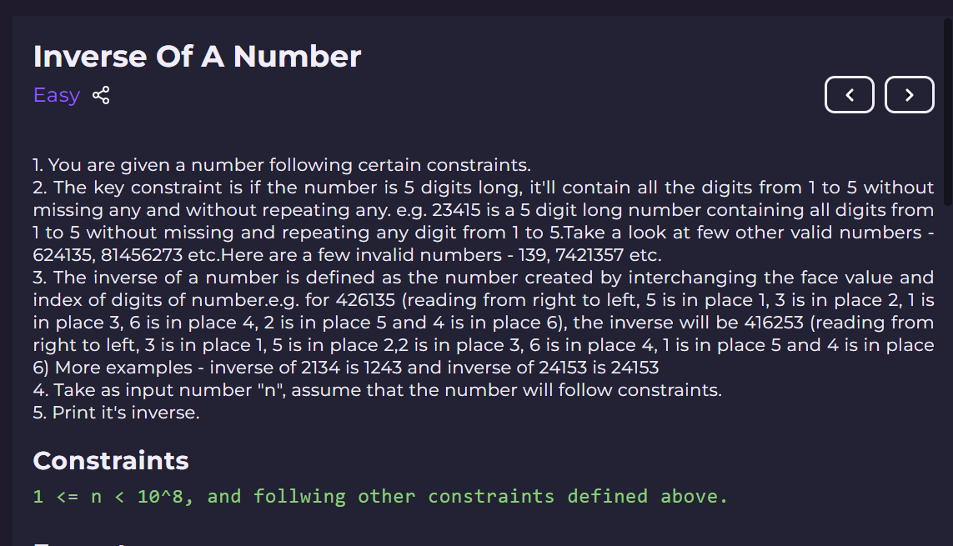 Inverse Of A Number
Easy
1. You are given a number following certain constraints.
2. The key constraint is if the number is 5 digits long, it'll contain all the digits from 1 to 5 without
missing any and without repeating any. e.g. 23415 is a 5 digit long number containing all digits from
1 to 5 without missing and repeating any digit from 1 to 5.Take a look at few other valid numbers -
624135, 81456273 etc.Here are a few invalid numbers - 139, 7421357 etc.
3. The inverse of a number is defined as the number created by interchanging the face value and
index of digits of number.e.g. for 426135 (reading from right to left, 5 is in place 1, 3 is in place 2, 1 is
in place 3, 6 is in place 4, 2 is in place 5 and 4 is in place 6), the inverse will be 416253 (reading from
right to left, 3 is in place 1, 5 is in place 2,2 is in place 3, 6 is in place 4, 1 is in place 5 and 4 is in place
6) More examples - inverse of 2134 is 1243 and inverse of 24153 is 24153
4. Take as input number "n", assume that the number will follow constraints.
5. Print it's inverse.
Constraints
1 <= n < 10^8, and follwing other constraints defined above.